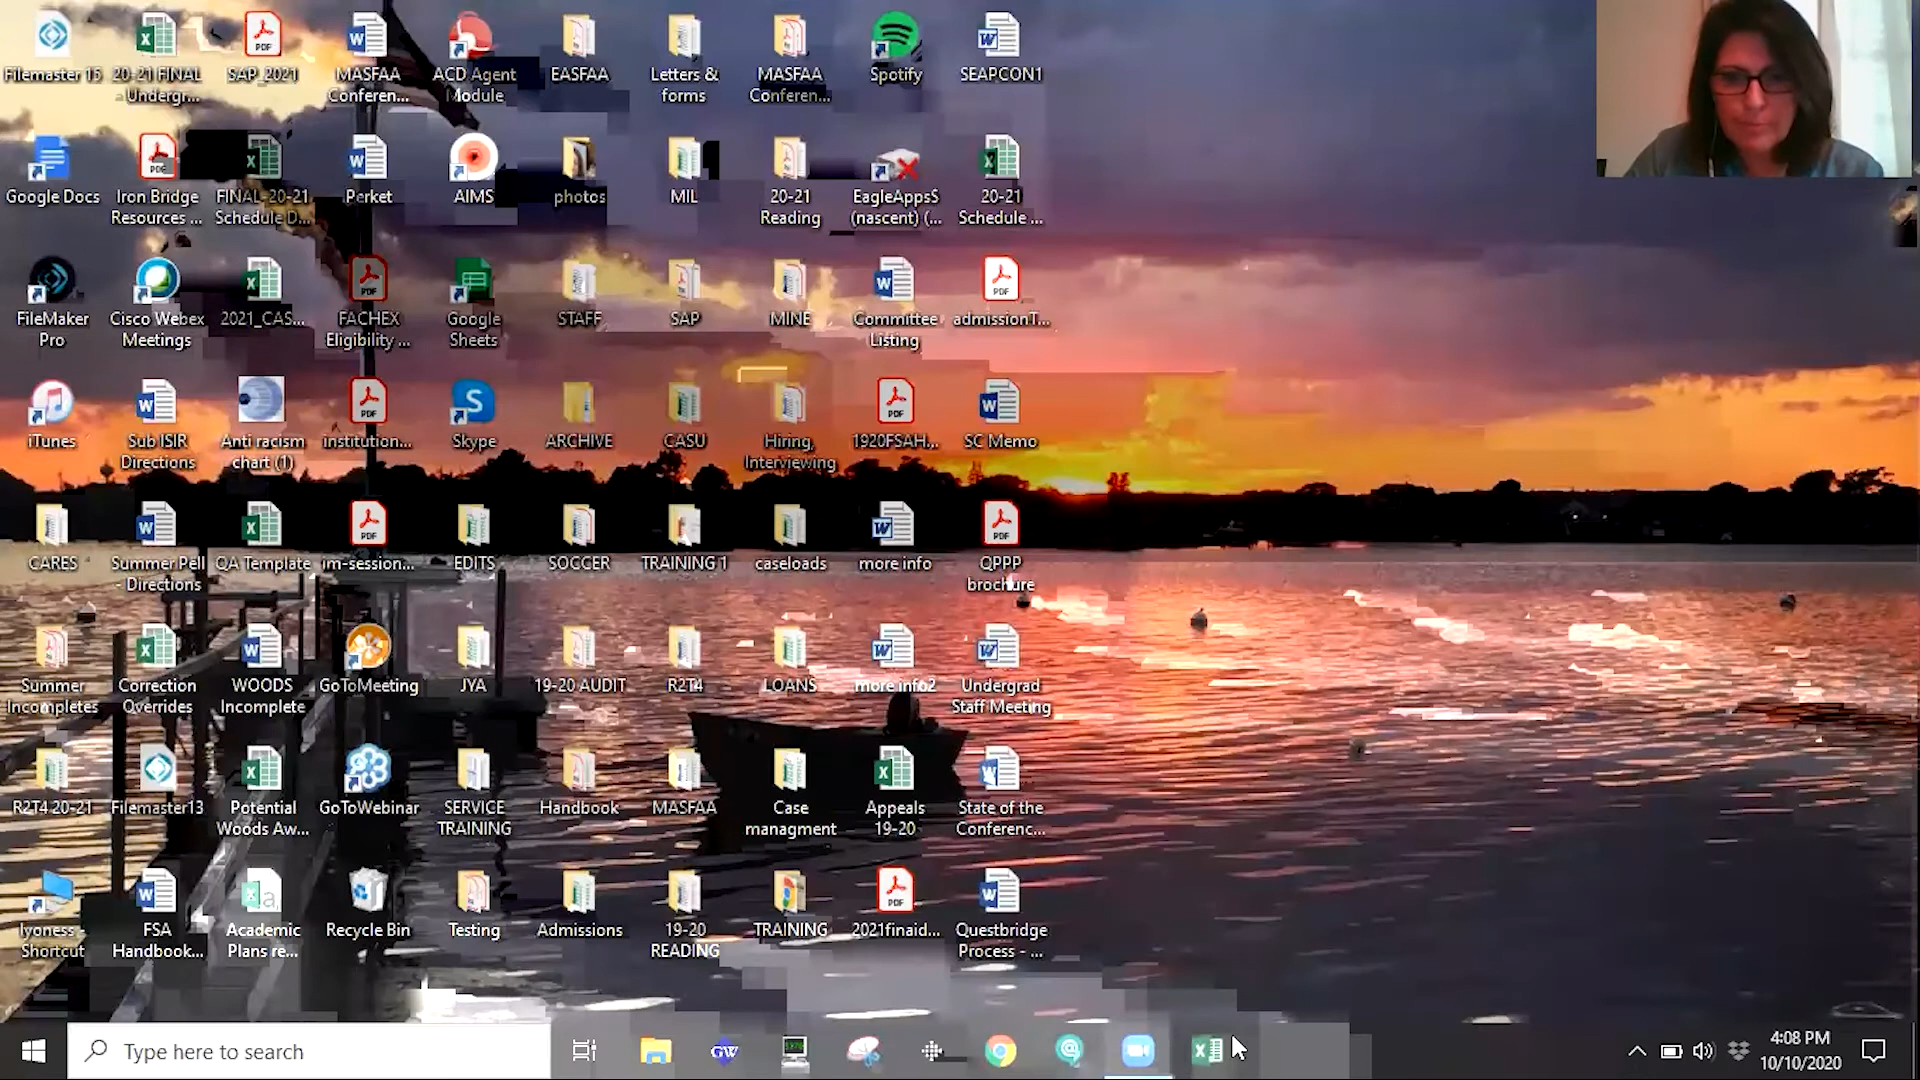 Filemaster 15
20-21 FINAL
- Undergr...
SAP_2021
MASFAA
Conferen...
ACD Agent
Module
EASFAA
Letters &
forms
MASFAA
Conferen...
Spotify
SEAPCON1
Google Docs
Iron Bridge
Resources ...
FINAL-20-21
Schedule D...
Perket
AIMS
photos
MIL
20-21
Reading
EagleApps$
(nascent) (...
20-21
Schedule ...
FileMaker
Pro
Cisco Webex
Meetings
2021_CAS...
FACHEX
Eligibility ...
Google
Sheets
STAFF
SAP
MINE
Committee
Listing
admissionT...
iTunes
Sub ISIR
Directions
Anti racism
chart (1)
institution...
Skype
ARCHIVE
CASU
Hiring,
Interviewing
1920FSAH...
SC Memo
CARES
Summer Pell
- Directions
QA Template
im-session...
EDITS
SOCCER
TRAINING 1
caseloads
more info
QPPP
brochure
Summer
Incompletes
Correction
Overrides
WOODS
Incomplete
GoToMeeting
JYA
19-20 AUDIT
R2T4
LOANS
more info2
Undergrad
Staff Meeting
R2T4 20-21
Filemaster13
Potential
Woods Aw...
GoToWebinar
SERVICE
TRAINING
Handbook
MASFAA
Case
managment
Appeals
19-20
State of the
Conferenc...
lyoness -
Shortcut
FSA
Handbook...
Academic
Plans re...
Recycle Bin
Testing
Admissions
19-20
READING
TRAINING
2021finaid...
Questbridge
Process - ...
Type here to search
GW
4:08 PM
10/10/2020